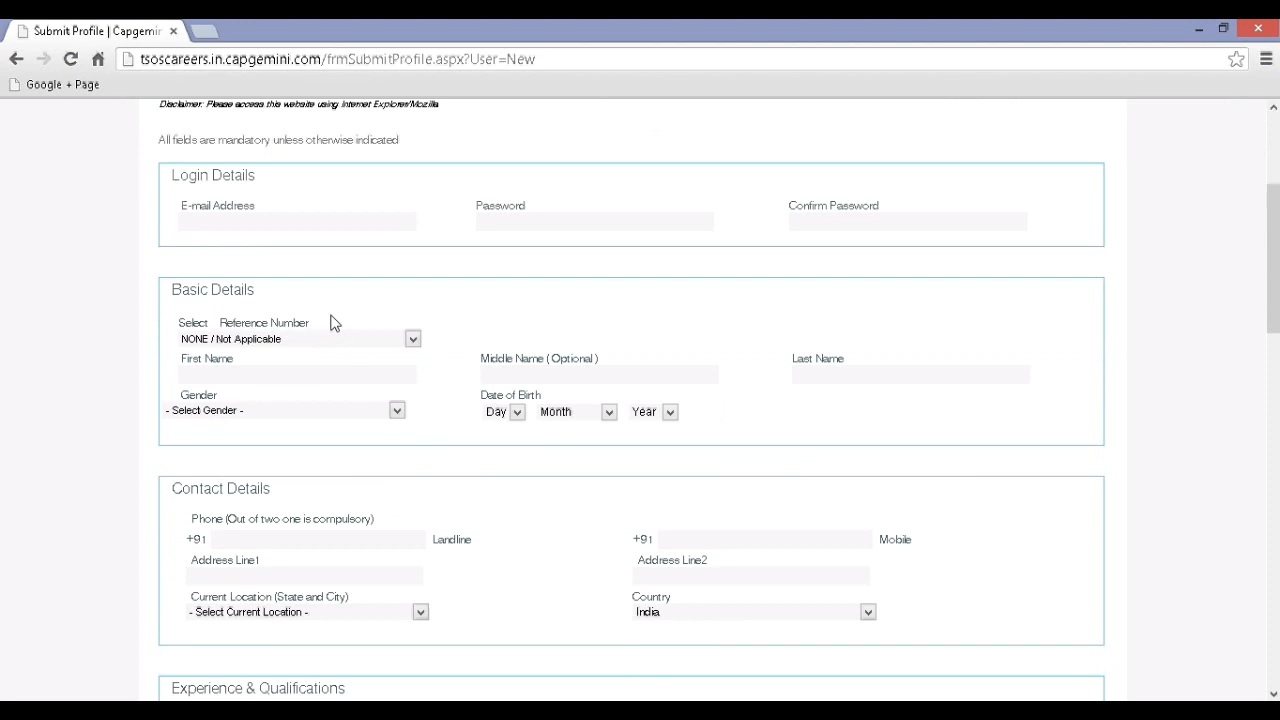 Submit Profile | Capgemir
tsoscareers.in.capgemini.com/frmSubmitProfile.aspx?User=New
Google + Page
Disclaimer: Please access this website using Internet Explorer/Mozilla
All fields are mandatory unless otherwise indicated
Login Details
E-mail Address Password Confirm Password
Basic Details
Select Reference Number
NONE / Not Applicable
First Name Middle Name ( Optional ) Last Name
Gender Date of Birth
- Select Gender - Day Month Year
Contact Details
Phone (Out of two one is compulsory)
+91 Landline +91 Mobile
Address Line1 Address Line2
Current Location (State and City) Country
- Select Current Location - India
Experience & Qualifications